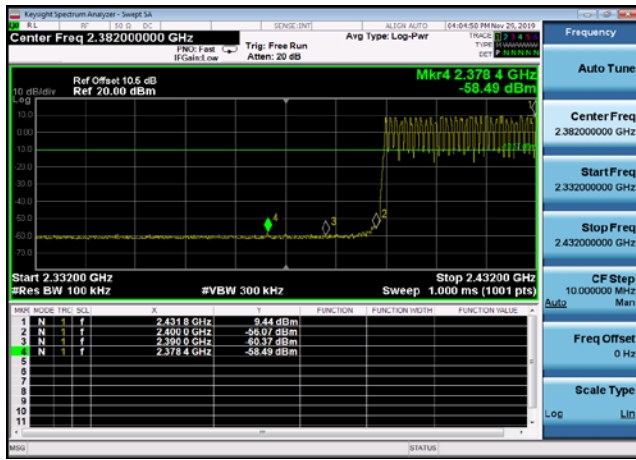 Keysight Spectrum Analyzer - Swept SA
RL RF 50 Ω DC SENSE:INT ALIGN AUTO 04:04:50 PM Nov 29, 2019
Center Freq 2.382000000 GHz
PNO: Fast
IFGain:Low
Trig: Free Run
Atten: 20 dB
Avg Type: Log-Pwr
TRACE 1 2 3 4 5 6
TYPE
DET P N N N N N
Ref Offset 10.6 dB
Ref 20.00 dBm
10 dB/div
Log
Mkr4 2.378 4 GHz
-58.49 dBm
10.0
0.00
-10.0
-20.0
-30.0
-40.0
-50.0
-60.0
-70.0
1
2
3
4
Start 2.33200 GHz
Stop 2.43200 GHz
#Res BW 100 kHz #VBW 300 kHz Sweep 1.000 ms (1001 pts)
MKR MODE TRC SCL X Y FUNCTION FUNCTION WIDTH FUNCTION VALUE
1 N 1 f 2.431 8 GHz 9.44 dBm
2 N 1 f 2.400 0 GHz -56.07 dBm
3 N 1 f 2.390 0 GHz -60.37 dBm
4 N 1 f 2.378 4 GHz -58.49 dBm
5
6
7
8
9
10
11
MSG STATUS
Frequency
Auto Tune
Center Freq
2.382000000 GHz
Start Freq
2.332000000 GHz
Stop Freq
2.432000000 GHz
CF Step
10.000000 MHz
Auto Man
Freq Offset
0 Hz
Scale Type
Log Lin